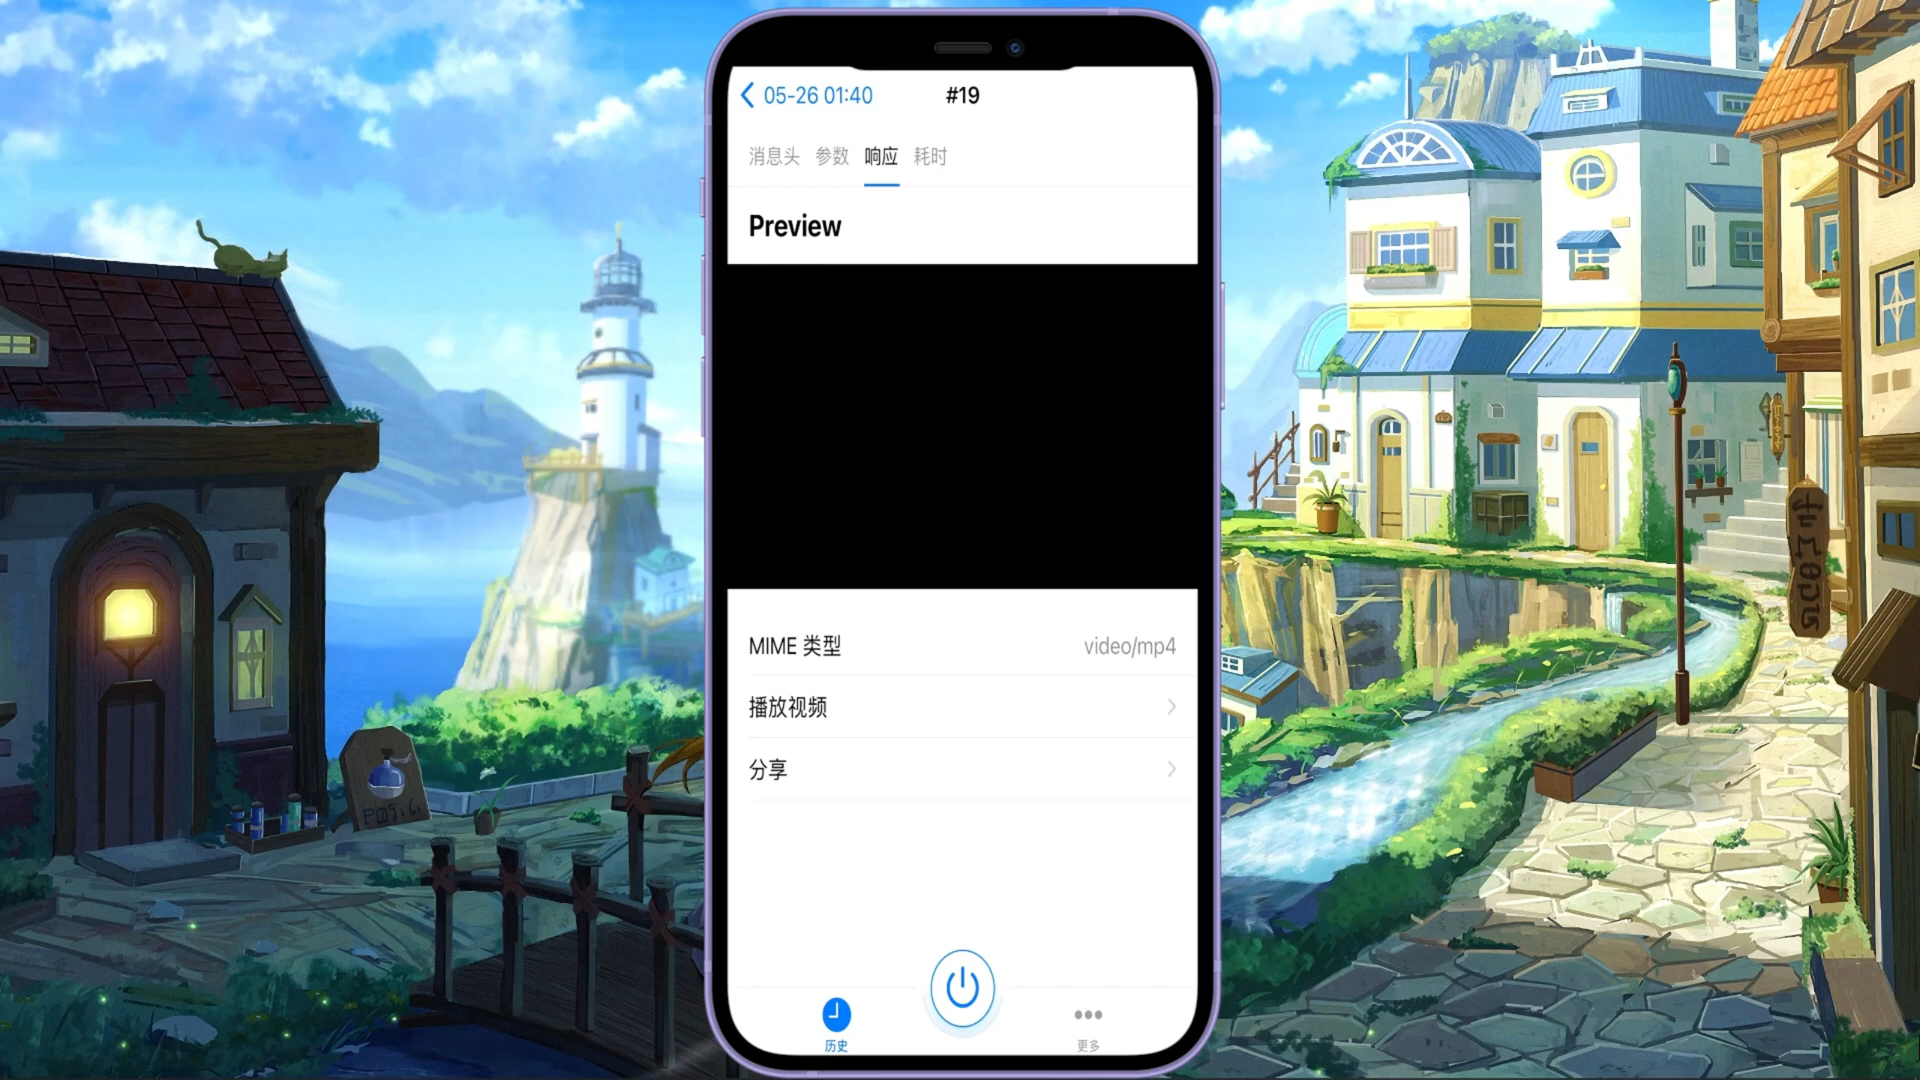 05-26 01:40
#19
消息头 参数 响应 耗时
Preview
MIME 类型 video/mp4
播放视频
分享
历史
更多